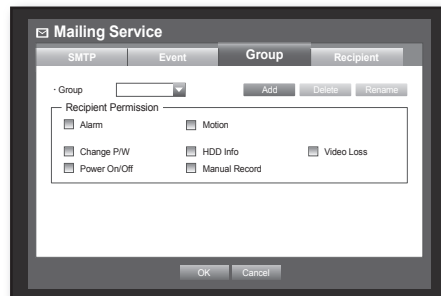 Mailing Service
SMTP Event Group Recipient
· Group Add Delete Rename
Recipient Permission
Alarm Motion
Change P/W HDD Info Video Loss
Power On/Off Manual Record
OK Cancel